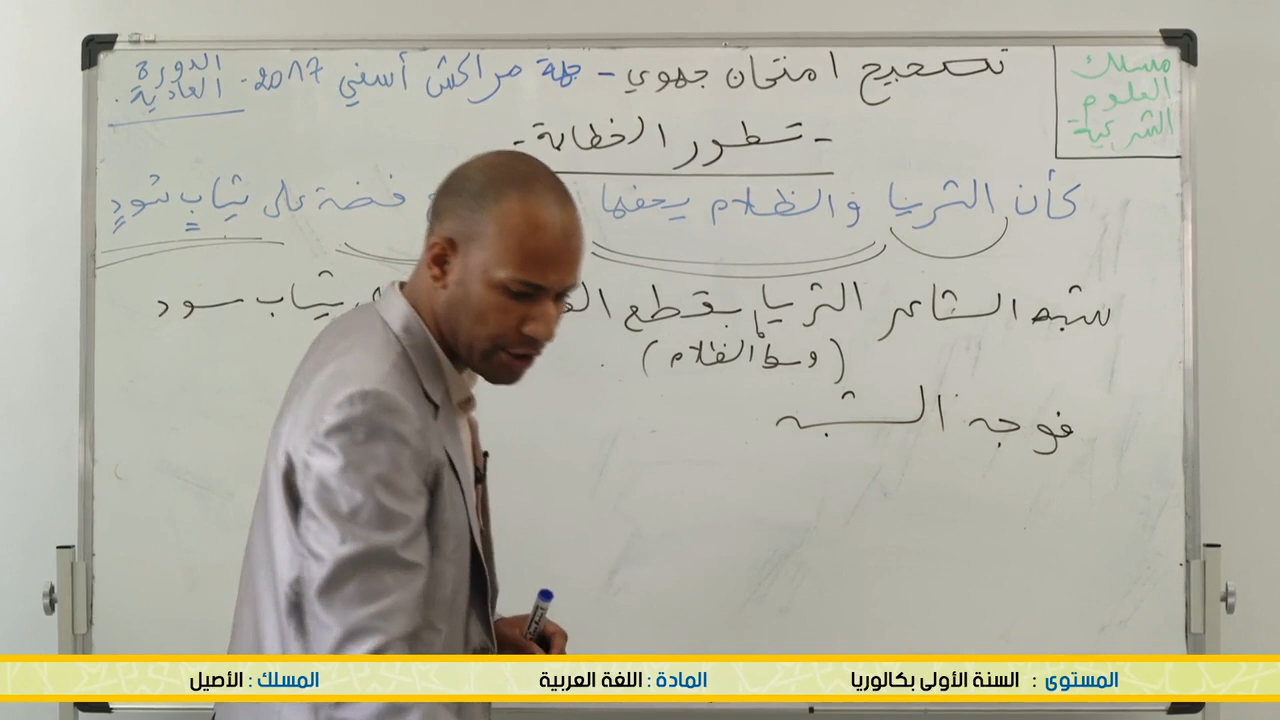 تصحيح امتحان جهوي - جهة مراكش أسفي 2017 - الدورة العادية.
مسلك
العلوم
الشرعية
- تطور الخطابة -
كأن الثريا والظلام يحفها فضة على ثياب سود
شبه الشاعر الثريا بقطع ثياب سود
(وسط الظلام)
فوجه الشبه
المستوى : السنة الأولى بكالوريا المادة : اللغة العربية المسلك : الأصيل